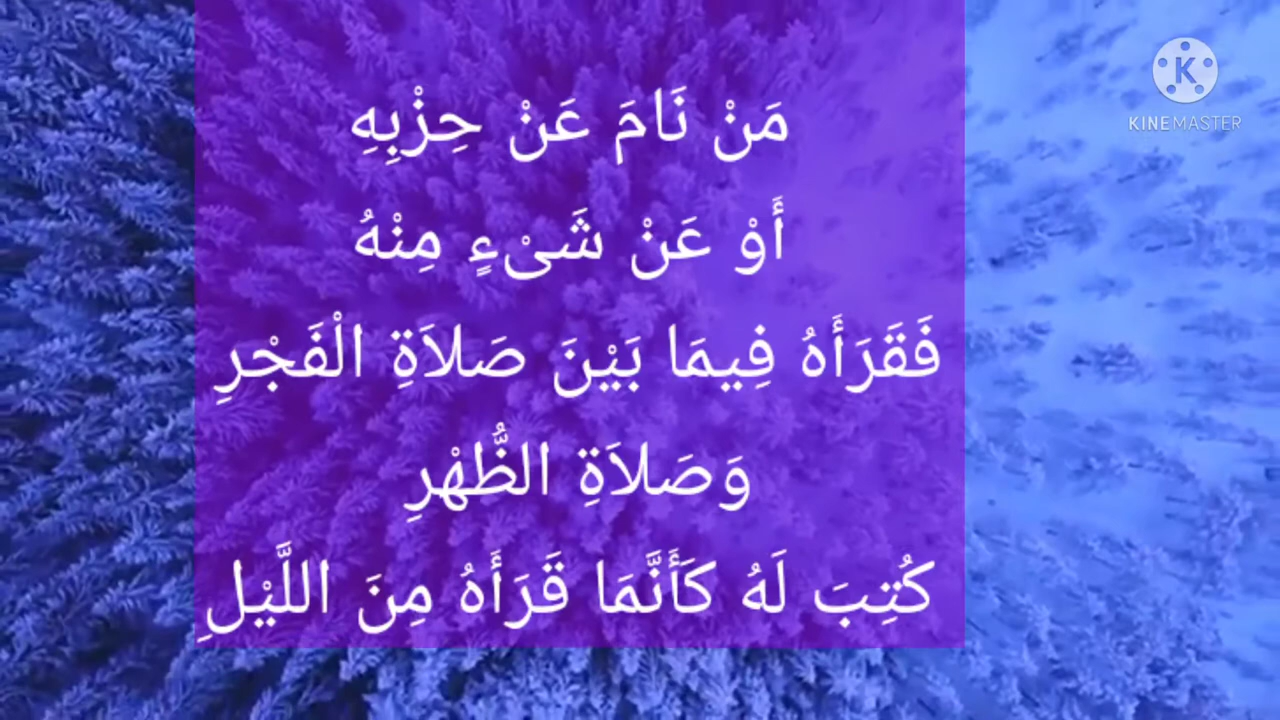 مَنْ نَامَ عَنْ حِزْبِهِ
أَوْ عَنْ شَىْءٍ مِنْهُ
فَقَرَأَهُ فِيمَا بَيْنَ صَلاَةِ الْفَجْرِ
وَصَلاَةِ الظُّهْرِ
كُتِبَ لَهُ كَأَنَّمَا قَرَأَهُ مِنَ اللَّيْلِ
KINEMASTER